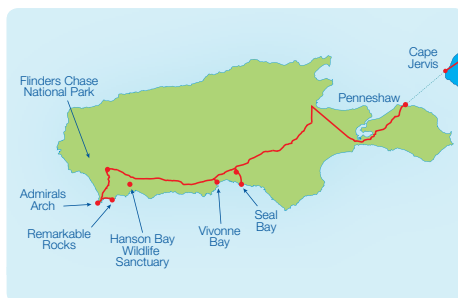 Cape
Jervis
Flinders Chase
National Park
Penneshaw
Admirals
Arch
Remarkable
Rocks
Hanson Bay
Wildlife
Sanctuary
Vivonne
Bay
Seal
Bay